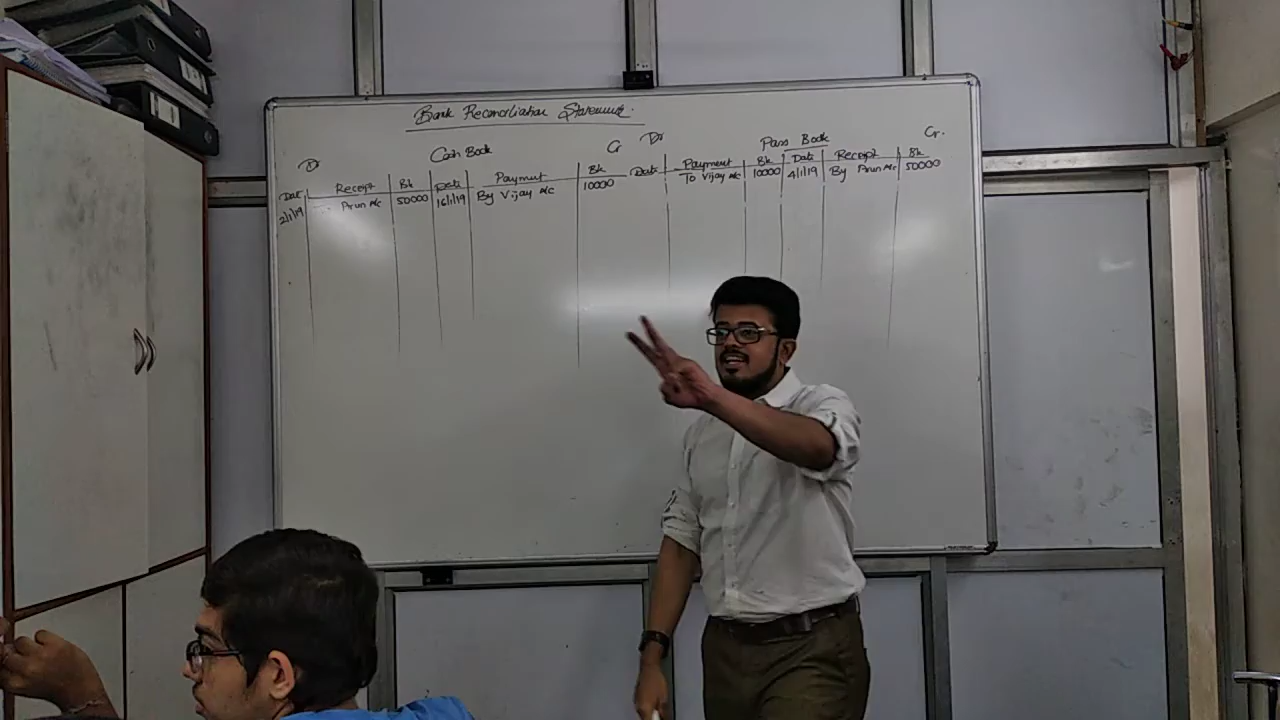 Bank Reconciliation Statement.
Dr Cash Book Cr Dr Pass Book Cr.
Date Receipt Bk Date Payment Bk Date Payment Bk Date Receipt Bk
2/1/19 Arun A/c 50000 16/1/19 By Vijay A/c 10000 To Vijay A/c 10000 4/1/19 By Arun A/c 50000